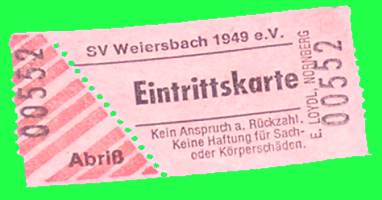 00552
SV Weiersbach 1949 e.V.
Eintrittskarte
Kein Anspruch a. Rückzahl.
Keine Haftung für Sach-
oder Körperschäden.
Abriß
E. LOYDL, NÜRNBERG
00552